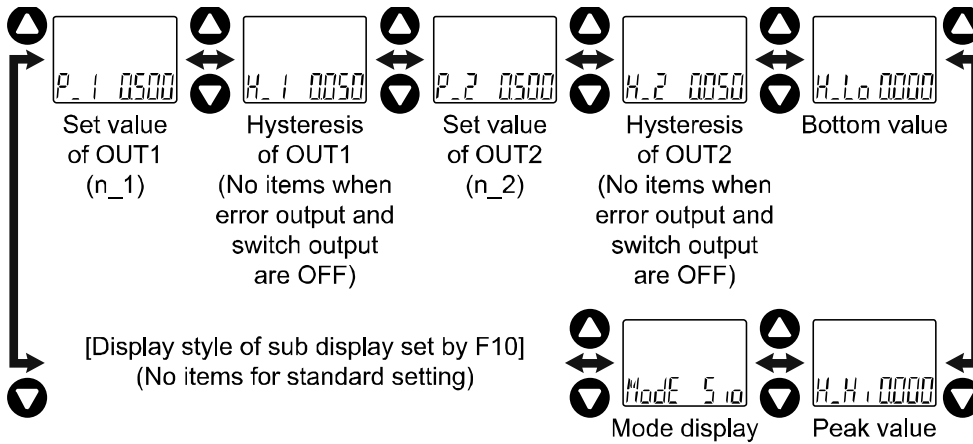 P_1 0.500
H_1 0.050
P_2 0.500
H_2 0.050
H_Lo 0.000
Set value
of OUT1
(n_1)
Hysteresis
of OUT1
(No items when
error output and
switch output
are OFF)
Set value
of OUT2
(n_2)
Hysteresis
of OUT2
(No items when
error output and
switch output
are OFF)
Bottom value
[Display style of sub display set by F10]
(No items for standard setting)
ModE Sio
H_Hi 0.000
Mode display
Peak value